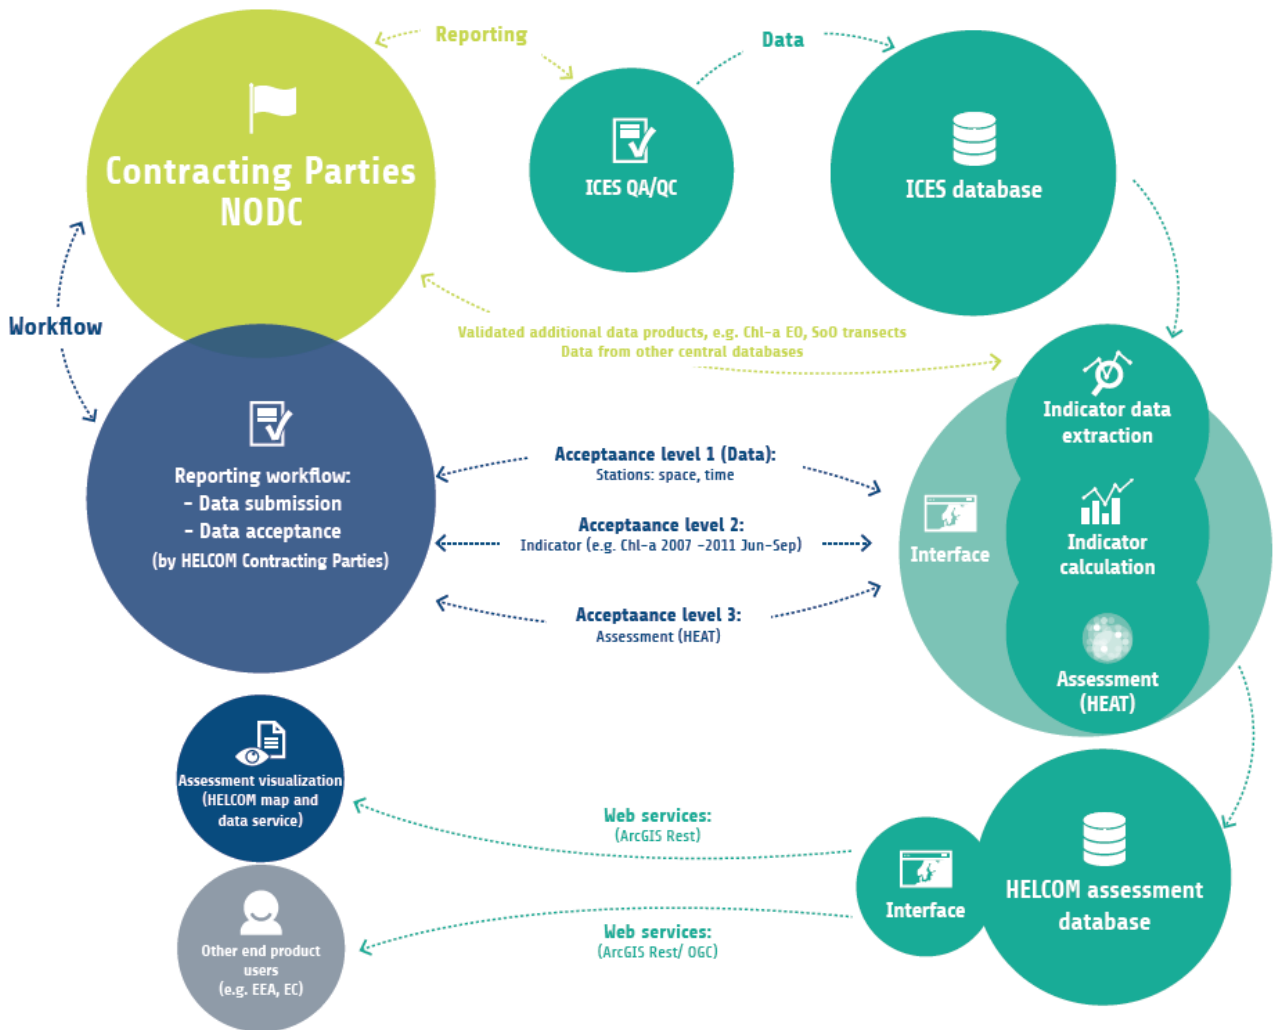 Reporting
Data
Contracting Parties
NODC
ICES QA/QC
ICES database
Workflow
Validated additional data products, e.g. Chl-a EO, SoO transects
Data from other central databases
Reporting workflow:
- Data submission
- Data acceptance
(by HELCOM Contracting Parties)
Acceptaance level 1 (Data):
Stations: space, time
Acceptaance level 2:
Indicator (e.g. Chl-a 2007 -2011 Jun-Sep)
Acceptaance level 3:
Assessment (HEAT)
Interface
Indicator data
extraction
Indicator
calculation
Assessment
(HEAT)
Assessment visualization
(HELCOM map and
data service)
Web services:
(ArcGIS Rest)
Other end product
users
(e.g. EEA, EC)
Web services:
(ArcGIS Rest/ OGC)
Interface
HELCOM assessment
database